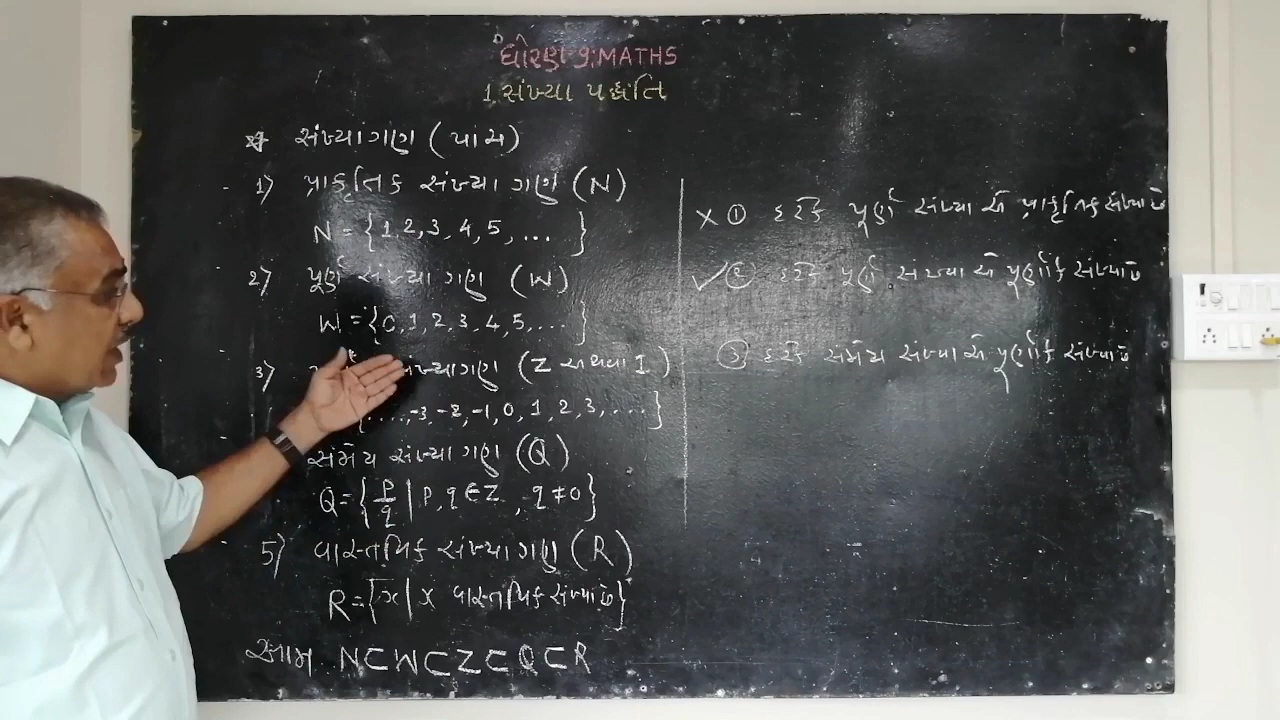 ધોરણ 9: MATHS
1. સંખ્યા પદ્ધતિ
* સંખ્યાગણ (પાંચ)
1) પ્રાકૃતિક સંખ્યા ગણ (N)
N = {1, 2, 3, 4, 5, ... }
2) પૂર્ણ સંખ્યા ગણ (W)
W = {0, 1, 2, 3, 4, 5, ... }
3) સંખ્યાગણ (Z અથવા I)
{ ...., -3, -2, -1, 0, 1, 2, 3, .... }
સંમેય સંખ્યા ગણ (Q)
Q = { p/q | p, q ∈ Z, q ≠ 0 }
5) વાસ્તવિક સંખ્યાગણ (R)
R = { x | x વાસ્તવિક સંખ્યા છે }
આમ N ⊂ W ⊂ Z ⊂ Q ⊂ R
× ① દરેક પૂર્ણ સંખ્યા એ પ્રાકૃતિક સંખ્યા છે
✓ ② દરેક પૂર્ણ સંખ્યા એ પૂર્ણાંક સંખ્યા છે
③ દરેક સંમેય સંખ્યા એ પૂર્ણાંક સંખ્યા છે